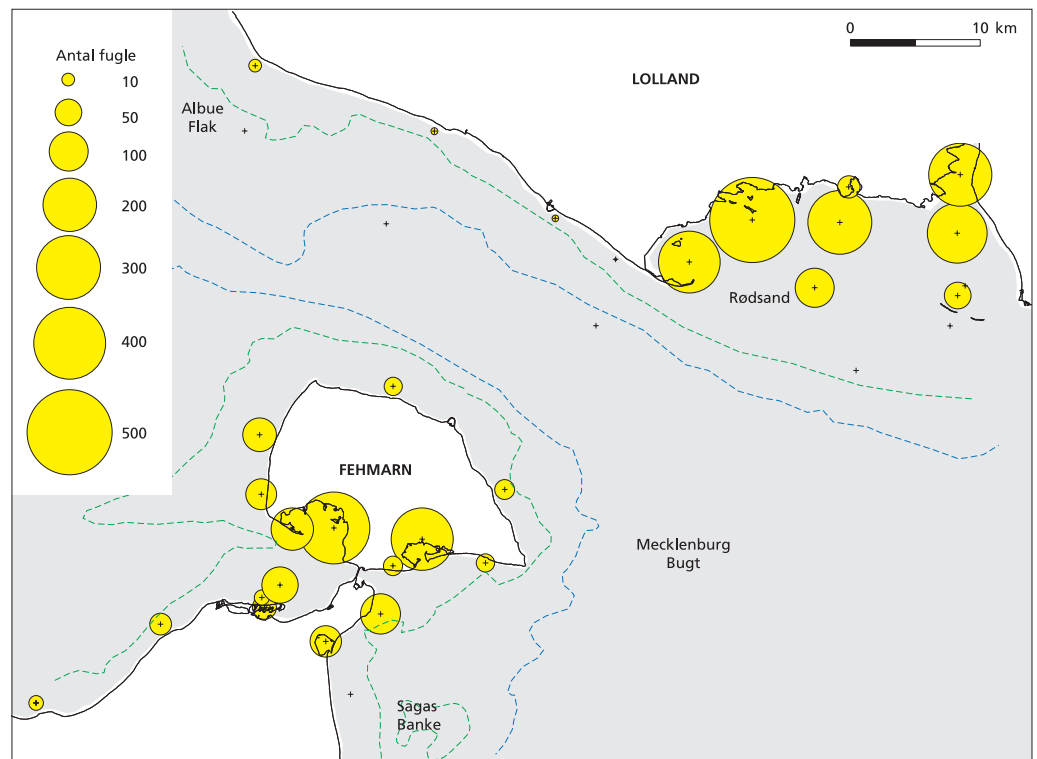 Antal fugle
10
50
100
200
300
400
500
0 10 km
LOLLAND
Albue
Flak
Rødsand
FEHMARN
Mecklenburg
Bugt
Sagas
Banke